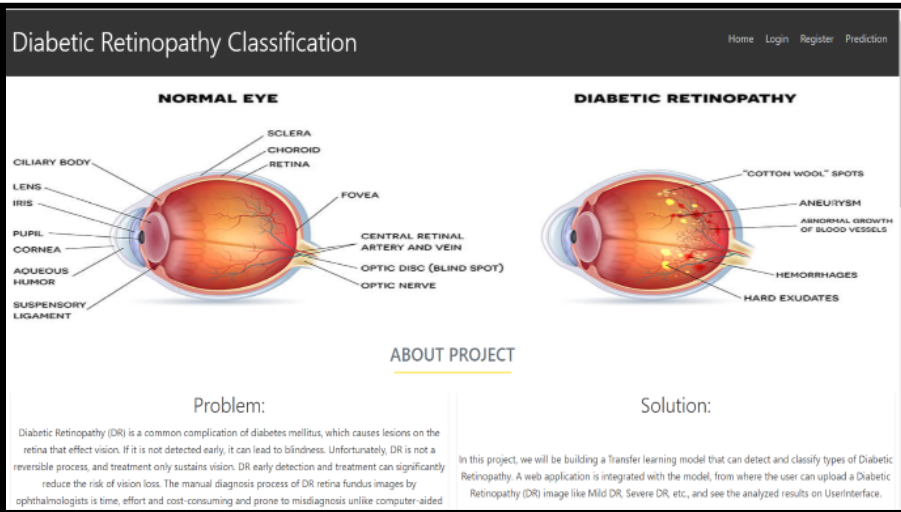 Diabetic Retinopathy Classification
Home Login Register Prediction
NORMAL EYE
SCLERA
CHOROID
RETINA
CILIARY BODY
LENS
IRIS
PUPIL
CORNEA
AQUEOUS
HUMOR
SUSPENSORY
LIGAMENT
FOVEA
CENTRAL RETINAL
ARTERY AND VEIN
OPTIC DISC (BLIND SPOT)
OPTIC NERVE
DIABETIC RETINOPATHY
"COTTON WOOL" SPOTS
ANEURYSM
ABNORMAL GROWTH
OF BLOOD VESSELS
HEMORRHAGES
HARD EXUDATES
ABOUT PROJECT
Problem:
Diabetic Retinopathy (DR) is a common complication of diabetes mellitus, which causes lesions on the
retina that effect vision. If it is not detected early, it can lead to blindness. Unfortunately, DR is not a
reversible process, and treatment only sustains vision. DR early detection and treatment can significantly
reduce the risk of vision loss. The manual diagnosis process of DR retina fundus images by
ophthalmologists is time, effort and cost-consuming and prone to misdiagnosis unlike computer-aided
Solution:
In this project, we will be building a Transfer learning model that can detect and classify types of Diabetic
Retinopathy. A web application is integrated with the model, from where the user can upload a Diabetic
Retinopathy (DR) image like Mild DR, Severe DR, etc., and see the analyzed results on UserInterface.